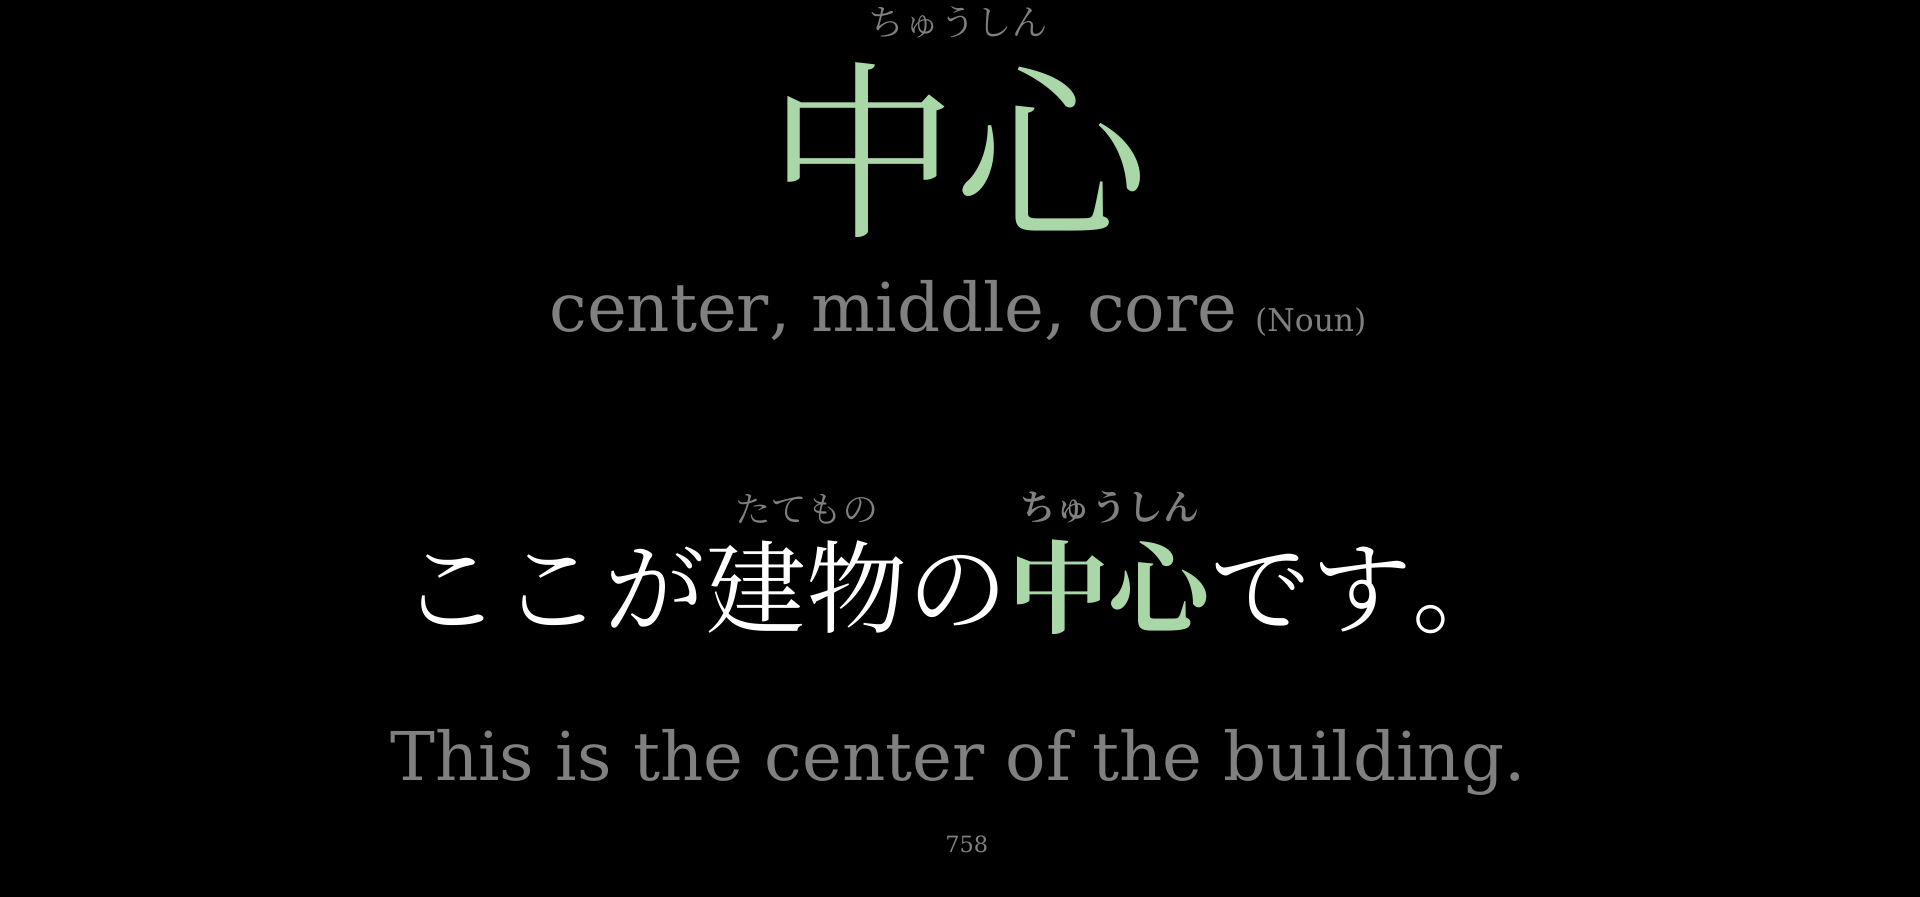 ちゅうしん
中心
center, middle, core (Noun)
たてもの ちゅうしん
ここが建物の中心です。
This is the center of the building.
758